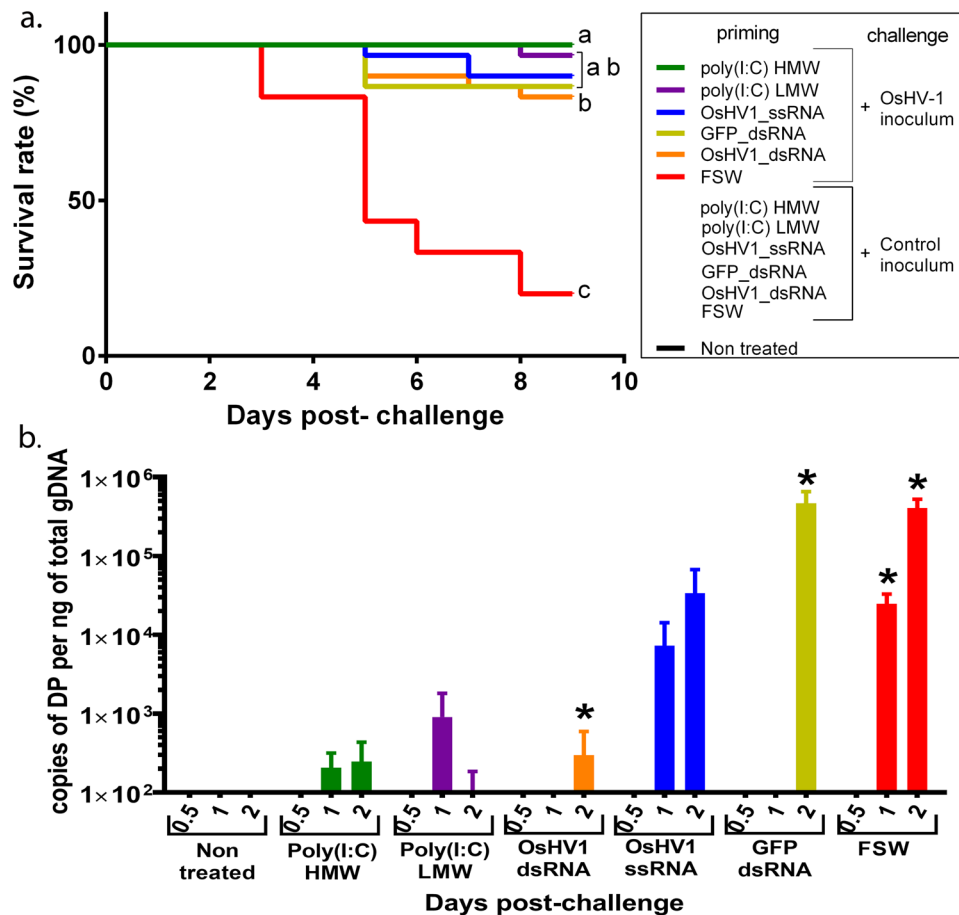 a.
Survival rate (%)
100
50
0
0 2 4 6 8 10
Days post- challenge
a
a b
b
c
priming challenge
poly(I:C) HMW
poly(I:C) LMW
OsHV1_ssRNA
GFP_dsRNA
OsHV1_dsRNA
FSW
+ OsHV-1
inoculum
poly(I:C) HMW
poly(I:C) LMW
OsHV1_ssRNA
GFP_dsRNA
OsHV1_dsRNA
FSW
+ Control
inoculum
Non treated
b.
copies of DP per ng of total gDNA
1×10⁶
1×10⁵
1×10⁴
1×10³
1×10²
* * * *
0.5 1 2 0.5 1 2 0.5 1 2 0.5 1 2 0.5 1 2 0.5 1 2 0.5 1 2
Non Poly(I:C) Poly(I:C) OsHV1 OsHV1 GFP FSW
treated HMW LMW dsRNA ssRNA dsRNA
Days post-challenge